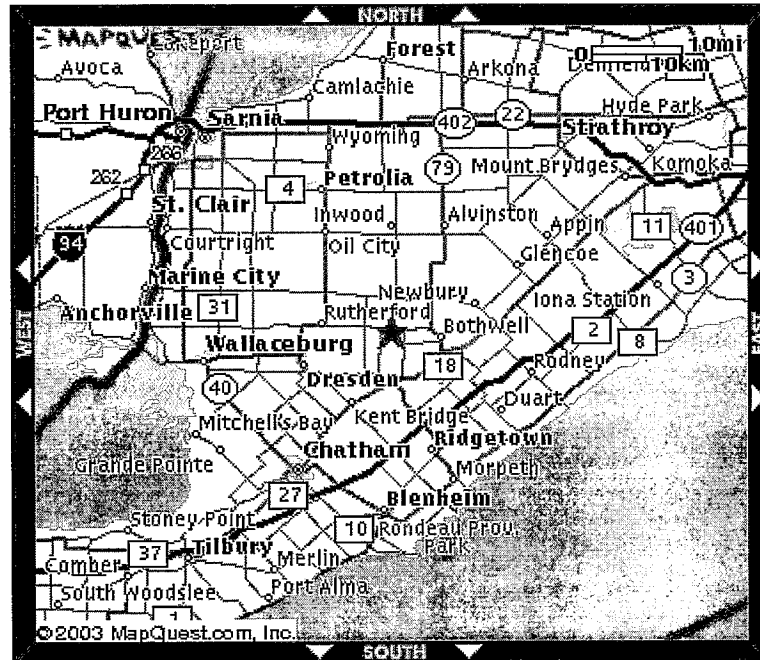 NORTH
MAPQUEST
Lakeport
Forest
0 10mi
10km
Avoca
Arkona
Camlachie
Hyde Park
Port Huron
Sarnia
402
22
Strathroy
Wyoming
266
79
Mount Brydges
Komoka
262
4
Petrolia
St. Clair
Inwood
Alvinston
Appin
11
401
94
Courtright
Oil City
Glencoe
3
Marine City
Newbury
Iona Station
Anchorville
31
Rutherford
WEST
EAST
Bothwell
2
8
Wallaceburg
18
Rodney
40
Dresden
Duart
Mitchells Bay
Kent Bridge
Chatham
Ridgetown
Grande Pointe
Morpeth
27
Blenheim
Stoney Point
10
Rondeau Prov.
Park
37
Tilbury
Comber
Merlin
South Woodslee
Port Alma
1
©2003 MapQuest.com, Inc.
SOUTH